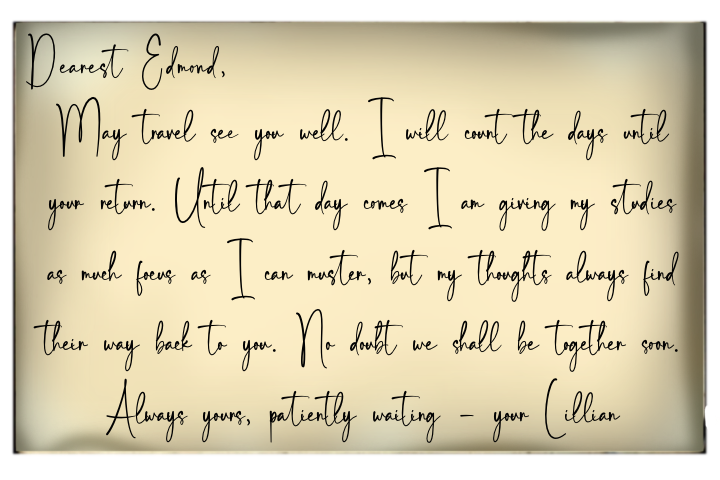 Dearest Edmond,
May travel see you well. I will count the days until
your return. Until that day comes I am giving my studies
as much focus as I can muster, but my thoughts always find
their way back to you. No doubt we shall be together soon.
Always yours, patiently waiting – your Lillian